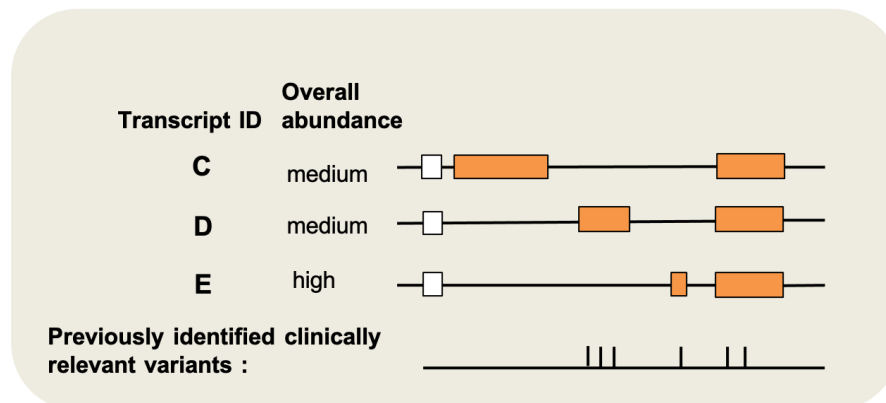 Overall
Transcript ID abundance
C medium
D medium
E high
Previously identified clinically
relevant variants :